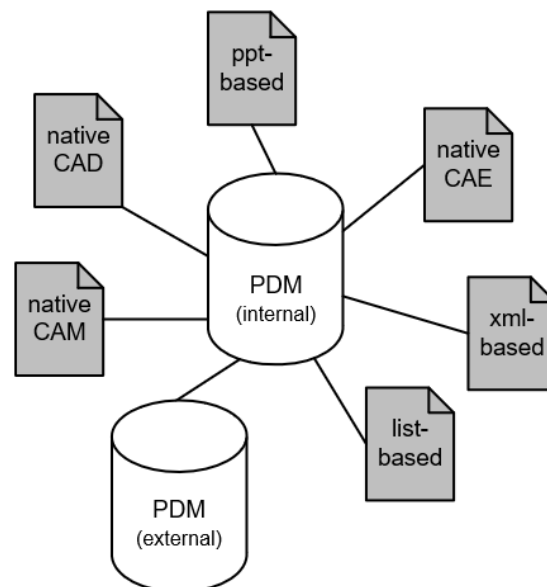 ppt-
based
native
CAD
native
CAE
PDM
(internal)
native
CAM
xml-
based
list-
based
PDM
(external)